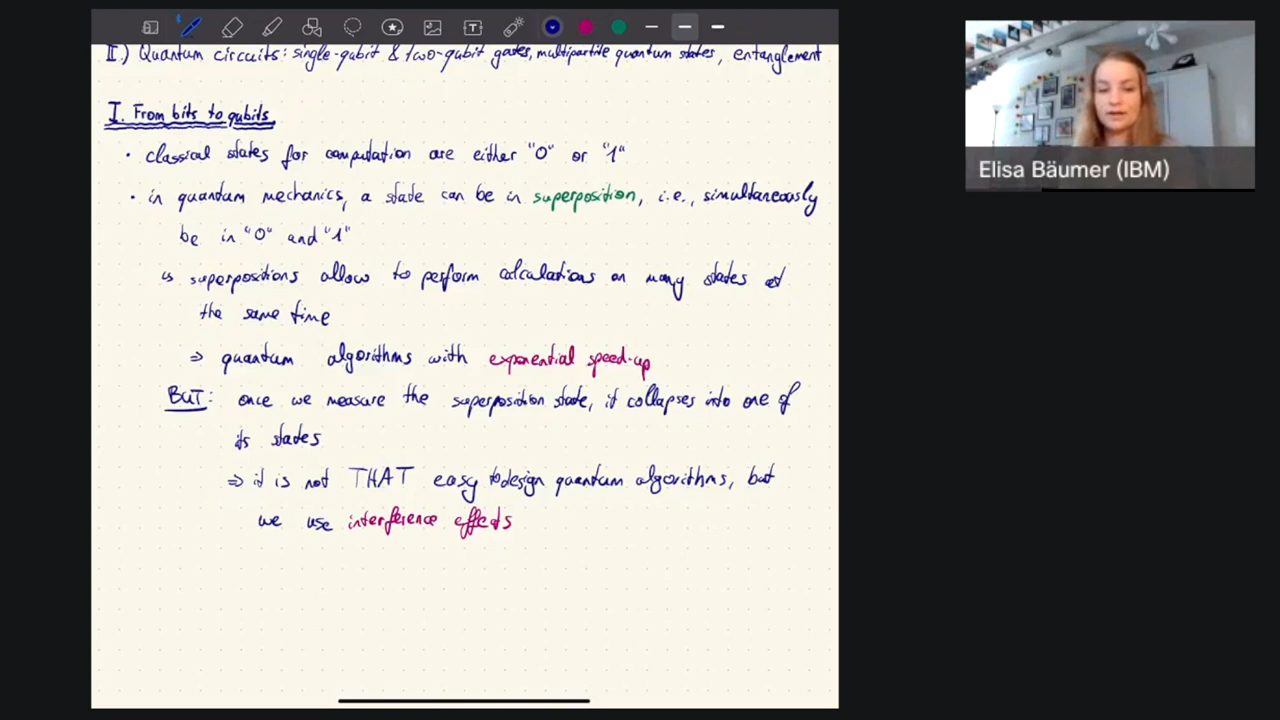 II.) Quantum circuits: single-qubit & two-qubit gates, multipartite quantum states, entanglement
I. From bits to qubits
• classical states for computation are either "0" or "1"
• in quantum mechanics, a state can be in superposition, i.e., simultaneously
be in "0" and "1"
↳ superpositions allow to perform calculations on many states at
the same time
⇒ quantum algorithms with exponential speed-up
BUT: once we measure the superposition state, it collapses into one of
its states
⇒ it is not THAT easy to design quantum algorithms, but
we use interference effects
Elisa Bäumer (IBM)